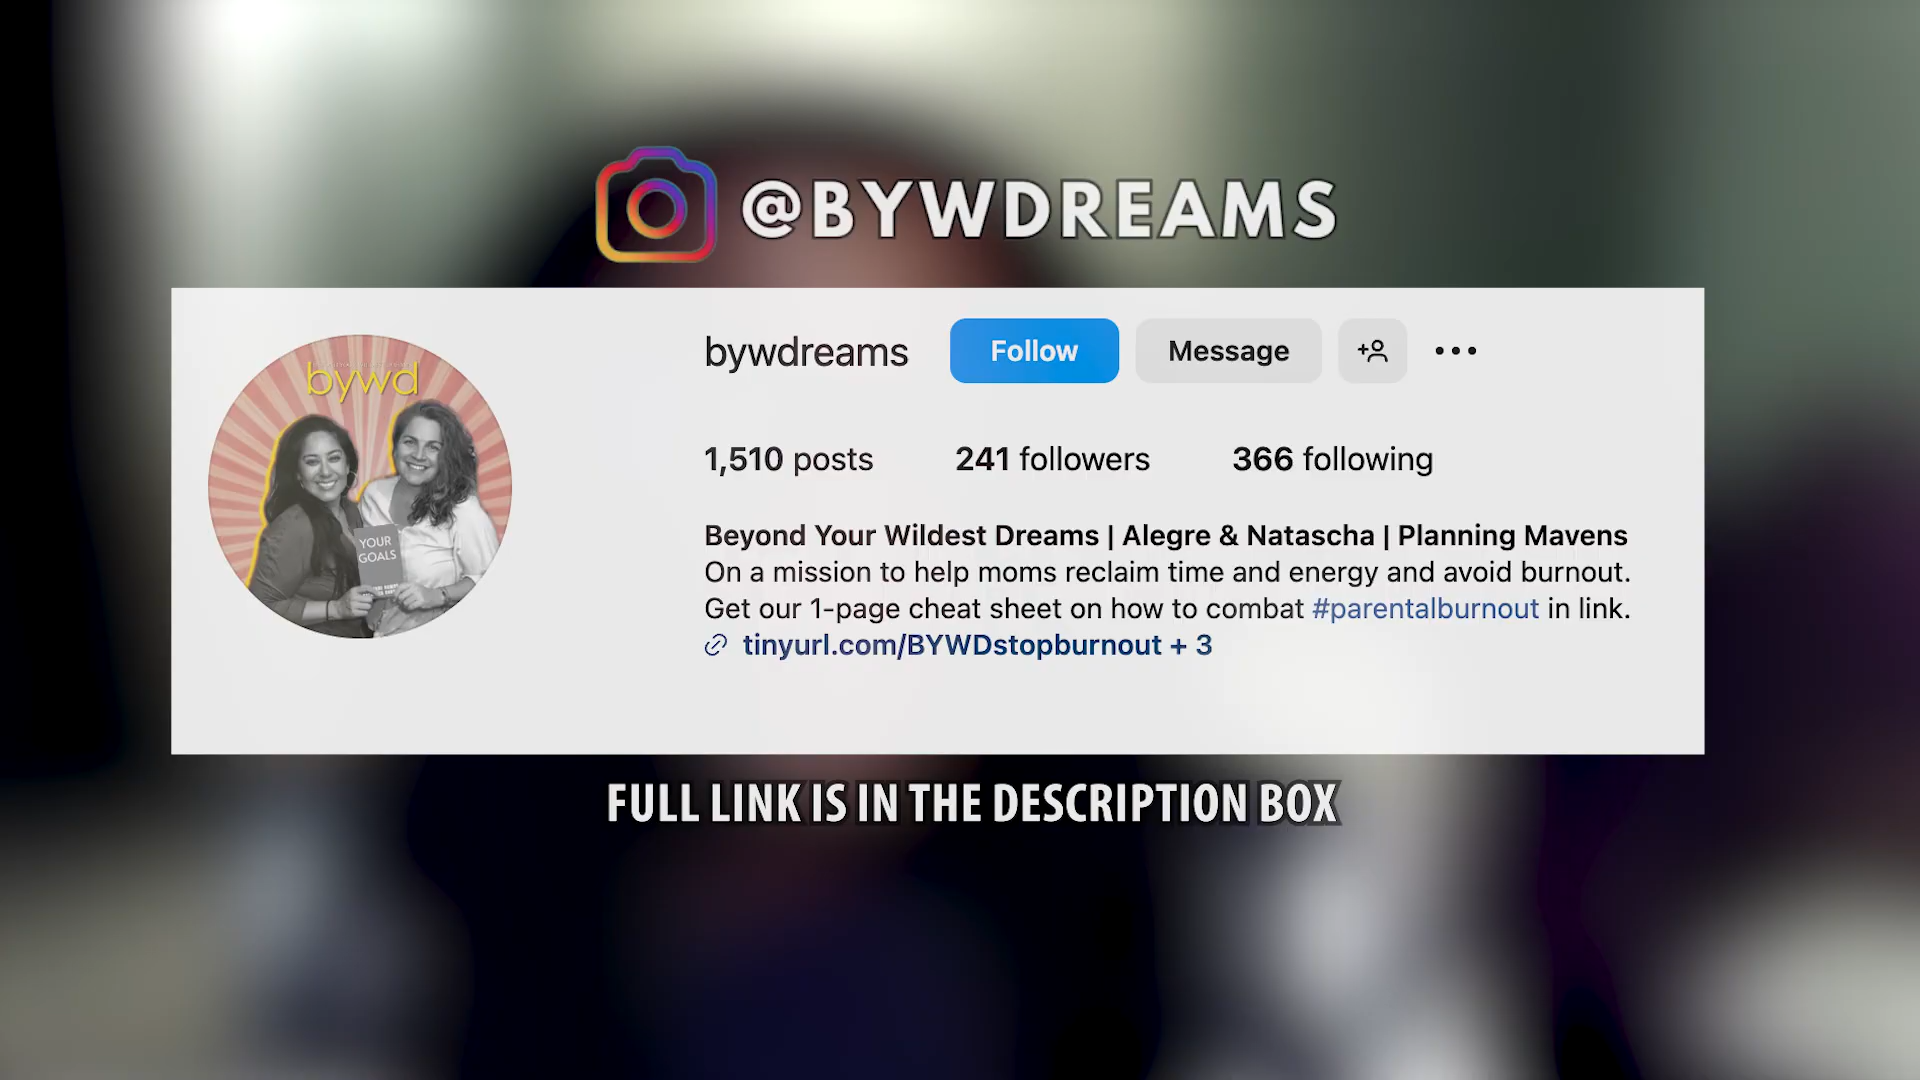 @BYWDREAMS
bywd
YOUR
GOALS
bywdreams
Follow
Message
1,510 posts
241 followers
366 following
Beyond Your Wildest Dreams | Alegre & Natascha | Planning Mavens
On a mission to help moms reclaim time and energy and avoid burnout.
Get our 1-page cheat sheet on how to combat #parentalburnout in link.
tinyurl.com/BYWDstopburnout + 3
FULL LINK IS IN THE DESCRIPTION BOX